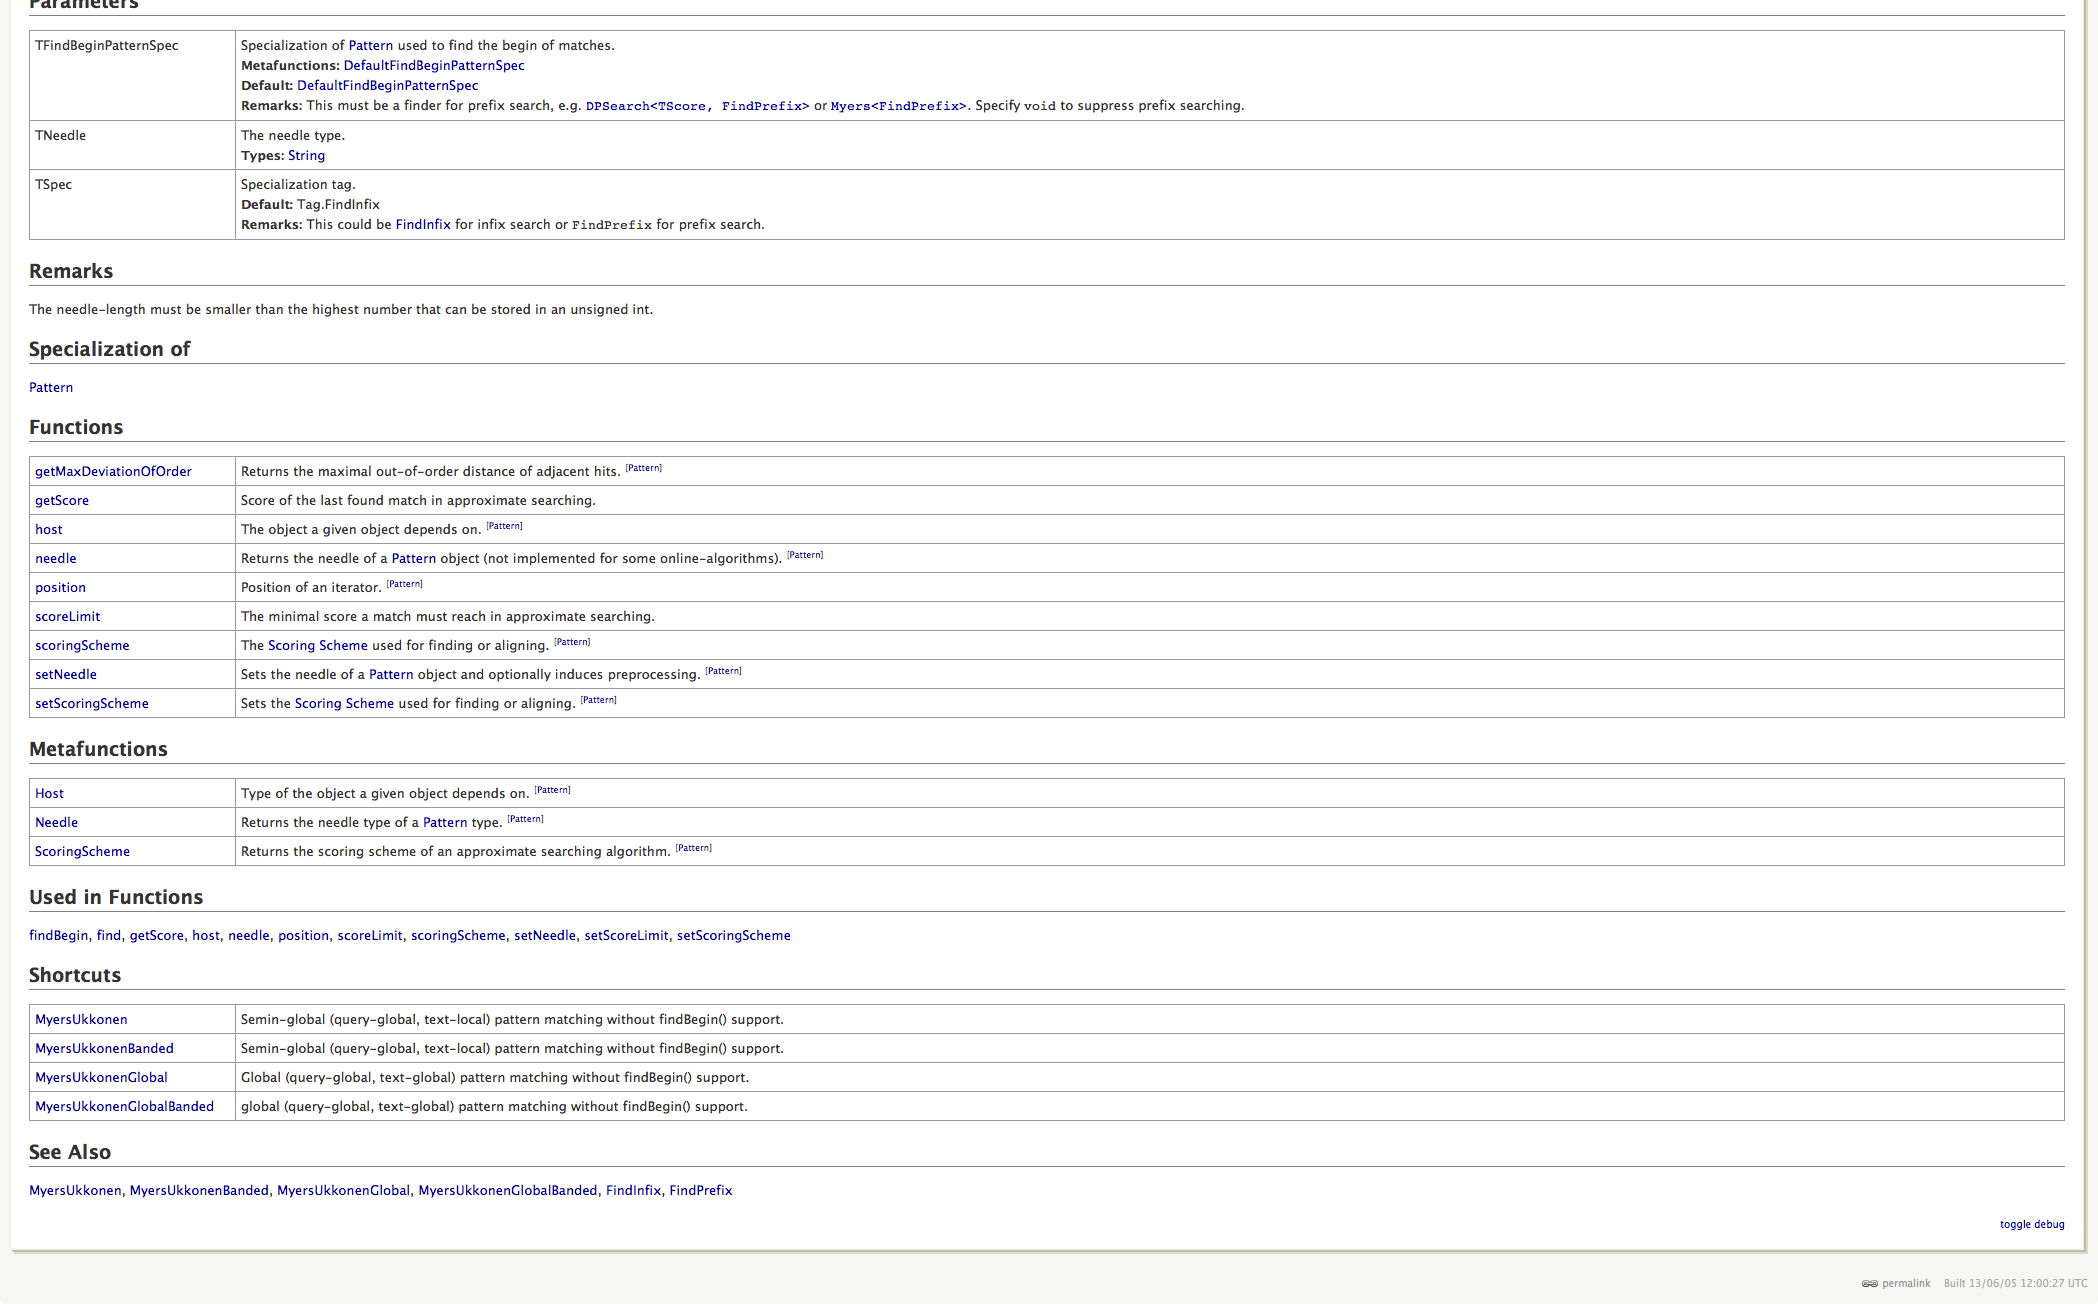 Parameters
TFindBeginPatternSpec
Specialization of Pattern used to find the begin of matches.
Metafunctions: DefaultFindBeginPatternSpec
Default: DefaultFindBeginPatternSpec
Remarks: This must be a finder for prefix search, e.g. DPSearch<TScore, FindPrefix> or Myers<FindPrefix>. Specify void to suppress prefix searching.
TNeedle
The needle type.
Types: String
TSpec
Specialization tag.
Default: Tag.FindInfix
Remarks: This could be FindInfix for infix search or FindPrefix for prefix search.
Remarks
The needle-length must be smaller than the highest number that can be stored in an unsigned int.
Specialization of
Pattern
Functions
getMaxDeviationOfOrder Returns the maximal out-of-order distance of adjacent hits. [Pattern]
getScore Score of the last found match in approximate searching.
host The object a given object depends on. [Pattern]
needle Returns the needle of a Pattern object (not implemented for some online-algorithms). [Pattern]
position Position of an iterator. [Pattern]
scoreLimit The minimal score a match must reach in approximate searching.
scoringScheme The Scoring Scheme used for finding or aligning. [Pattern]
setNeedle Sets the needle of a Pattern object and optionally induces preprocessing. [Pattern]
setScoringScheme Sets the Scoring Scheme used for finding or aligning. [Pattern]
Metafunctions
Host Type of the object a given object depends on. [Pattern]
Needle Returns the needle type of a Pattern type. [Pattern]
ScoringScheme Returns the scoring scheme of an approximate searching algorithm. [Pattern]
Used in Functions
findBegin, find, getScore, host, needle, position, scoreLimit, scoringScheme, setNeedle, setScoreLimit, setScoringScheme
Shortcuts
MyersUkkonen Semin-global (query-global, text-local) pattern matching without findBegin() support.
MyersUkkonenBanded Semin-global (query-global, text-local) pattern matching without findBegin() support.
MyersUkkonenGlobal Global (query-global, text-global) pattern matching without findBegin() support.
MyersUkkonenGlobalBanded global (query-global, text-global) pattern matching without findBegin() support.
See Also
MyersUkkonen, MyersUkkonenBanded, MyersUkkonenGlobal, MyersUkkonenGlobalBanded, FindInfix, FindPrefix
toggle debug
permalink Built 13/06/05 12:00:27 UTC